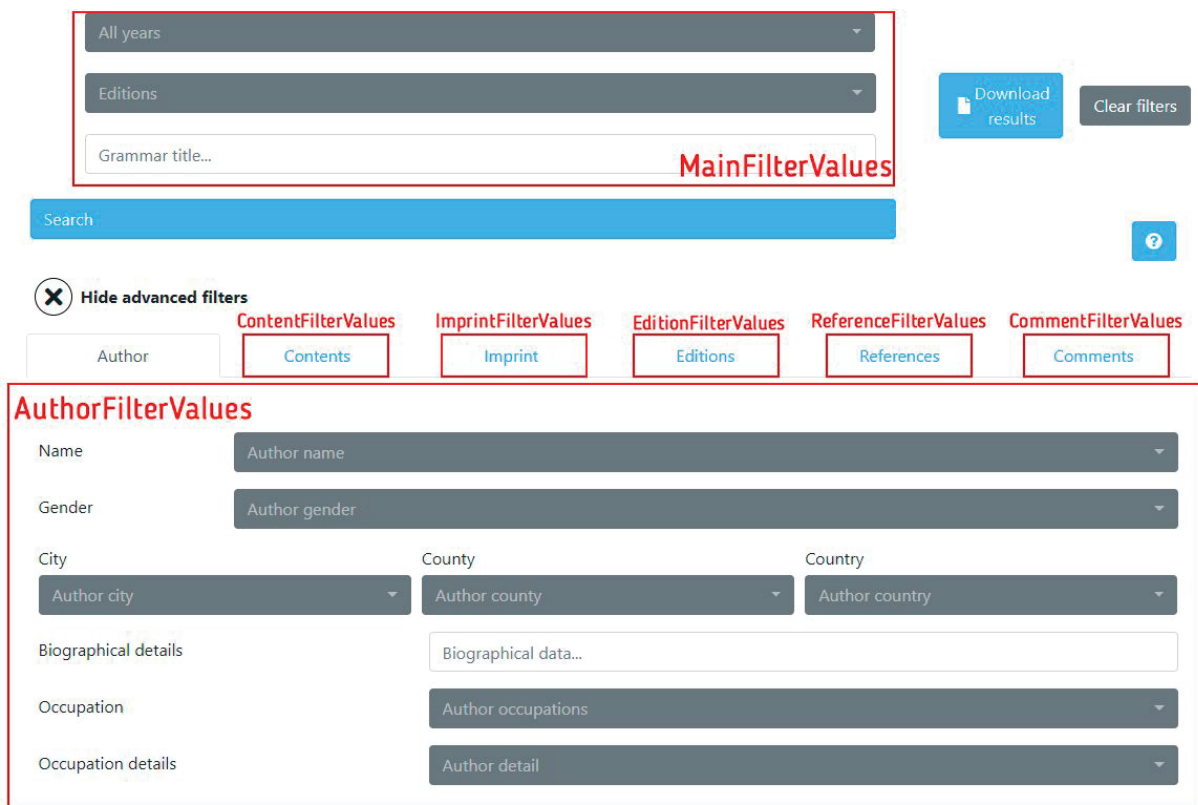 All years
Editions
Download
results
Clear filters
Grammar title...
MainFilterValues
Search
?
Hide advanced filters
ContentFilterValues ImprintFilterValues EditionFilterValues ReferenceFilterValues CommentFilterValues
Author Contents Imprint Editions References Comments
AuthorFilterValues
Name Author name
Gender Author gender
City County Country
Author city Author county Author country
Biographical details Biographical data...
Occupation Author occupations
Occupation details Author detail